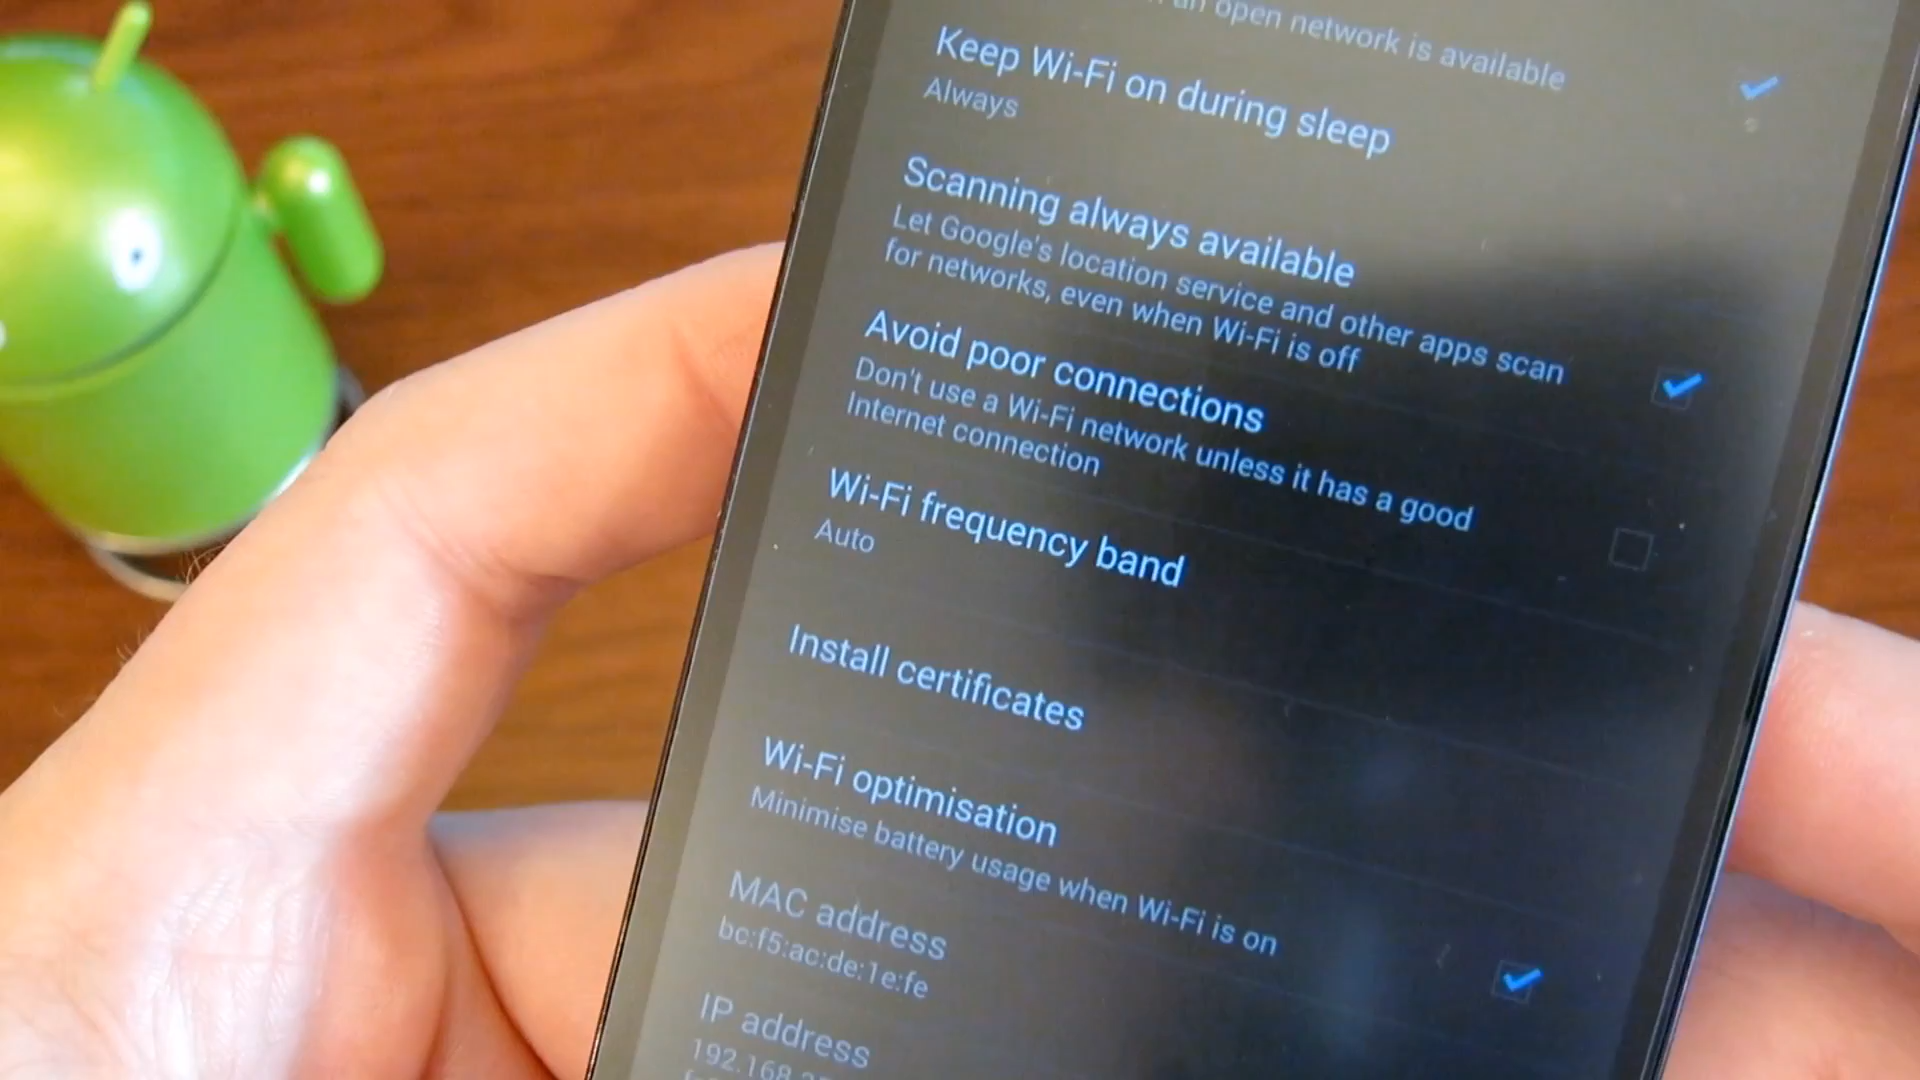 an open network is available
Keep Wi-Fi on during sleep
Always
Scanning always available
Let Google's location service and other apps scan
for networks, even when Wi-Fi is off
Avoid poor connections
Don't use a Wi-Fi network unless it has a good
Internet connection
Wi-Fi frequency band
Auto
Install certificates
Wi-Fi optimisation
Minimise battery usage when Wi-Fi is on
MAC address
bc:f5:ac:de:1e:fe
IP address
192.168